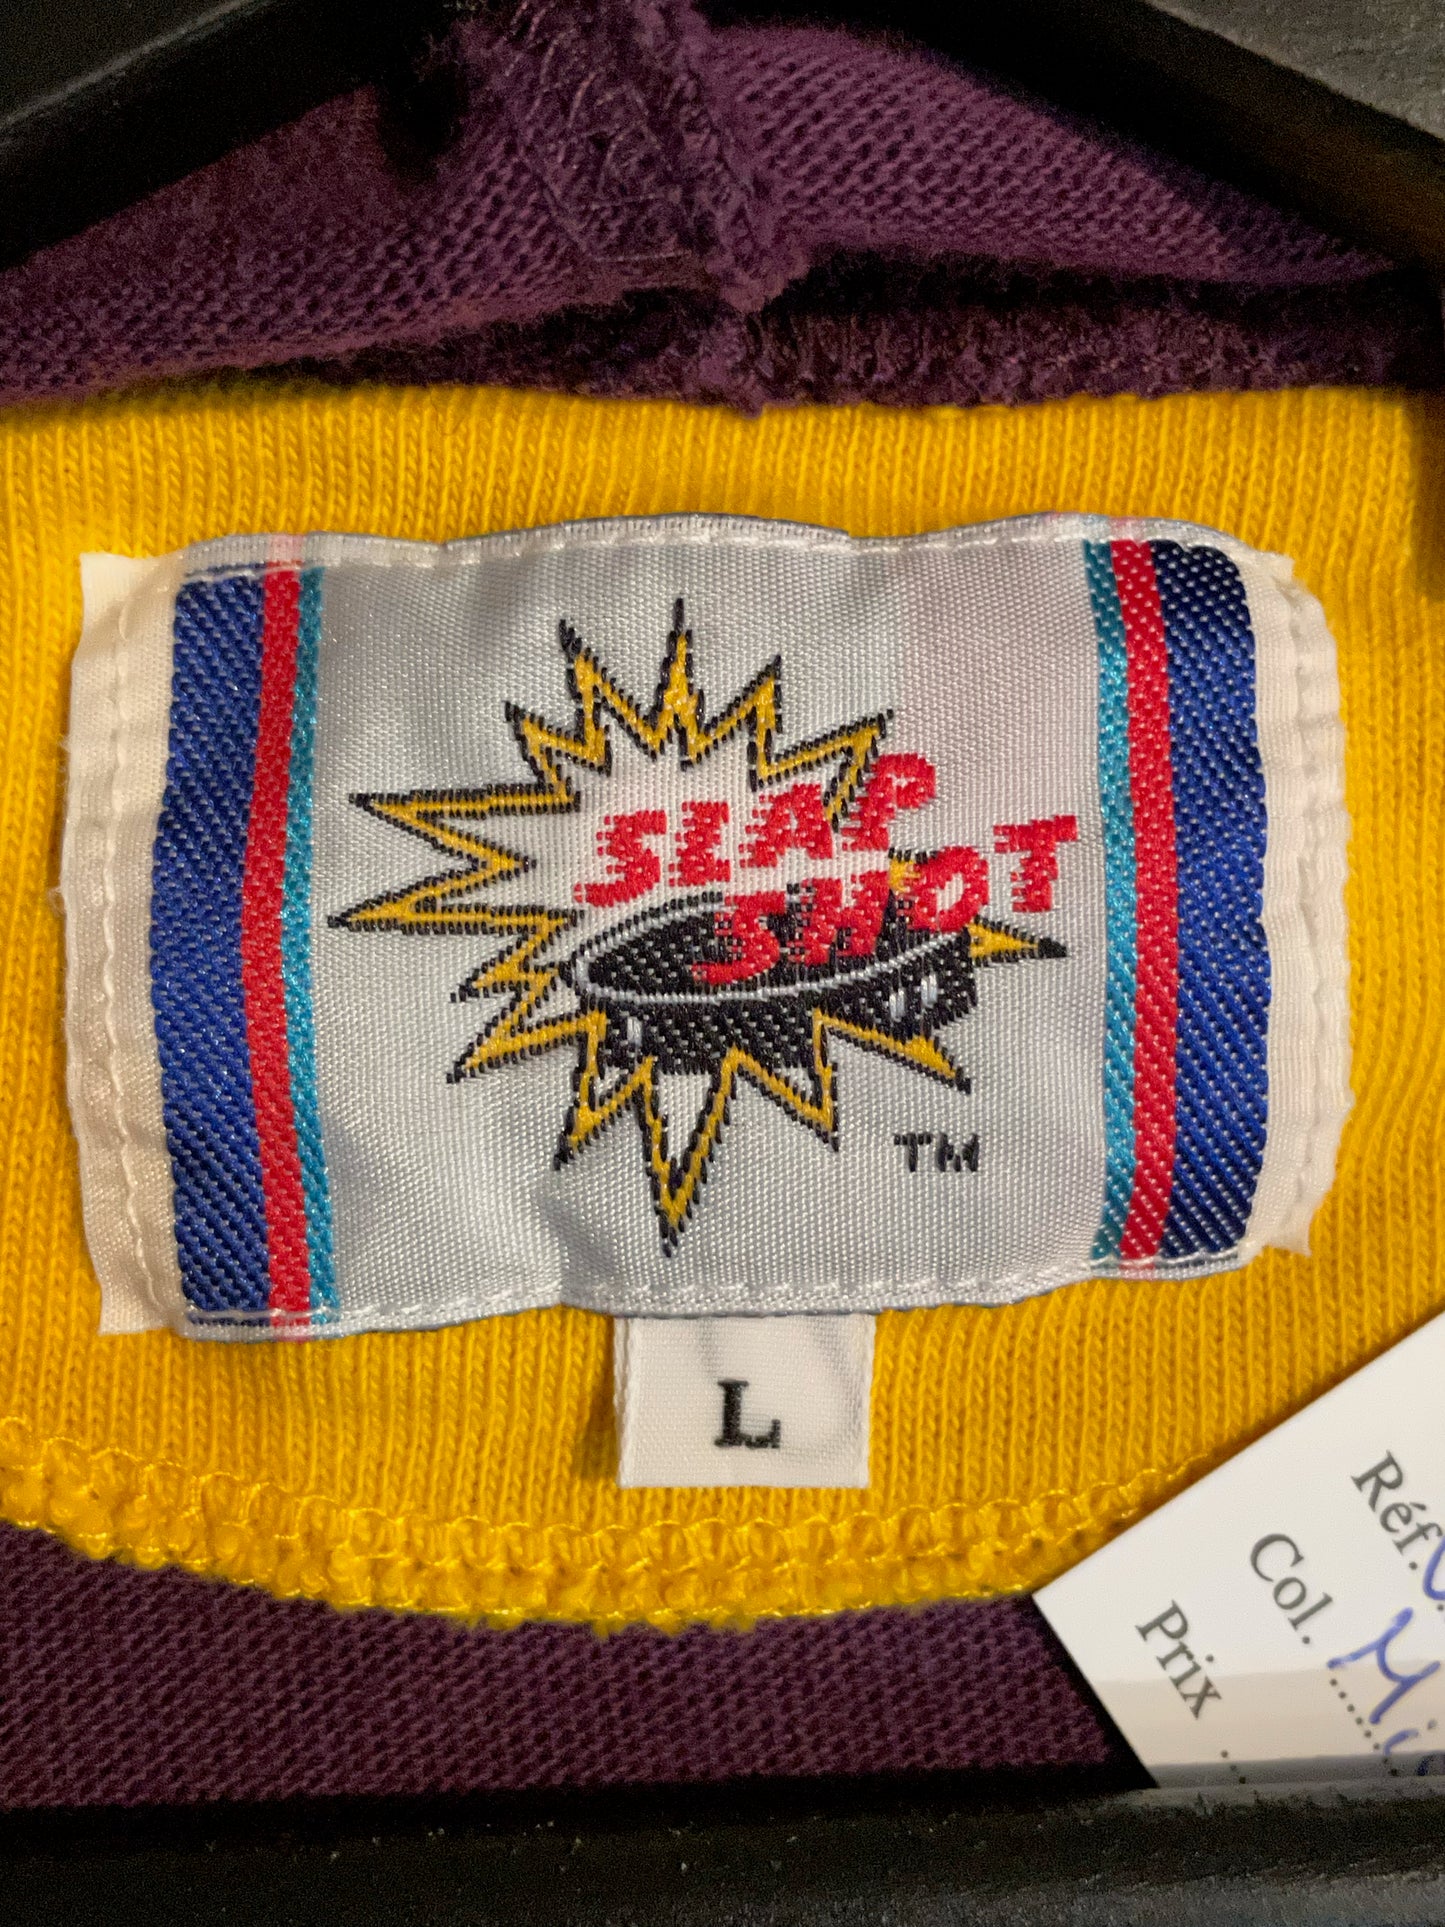 SLAP
SHOT
TM
L
Réf.
Col.
Prix